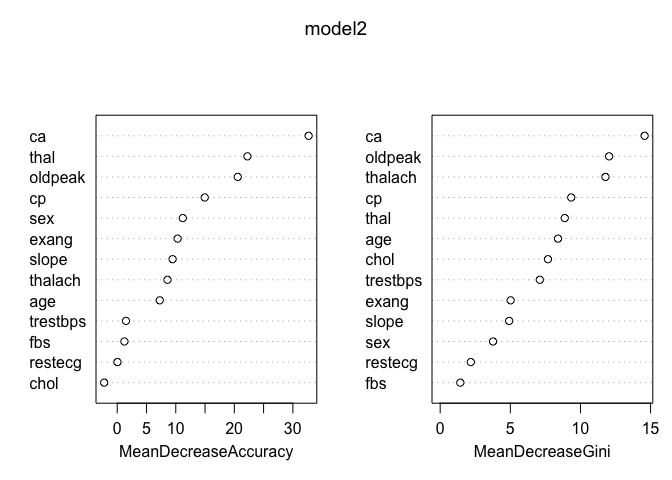 model2
ca
thal
oldpeak
cp
sex
exang
slope
thalach
age
trestbps
fbs
restecg
chol
0 5 10 20 30
MeanDecreaseAccuracy
ca
oldpeak
thalach
cp
thal
age
chol
trestbps
exang
slope
sex
restecg
fbs
0 5 10 15
MeanDecreaseGini